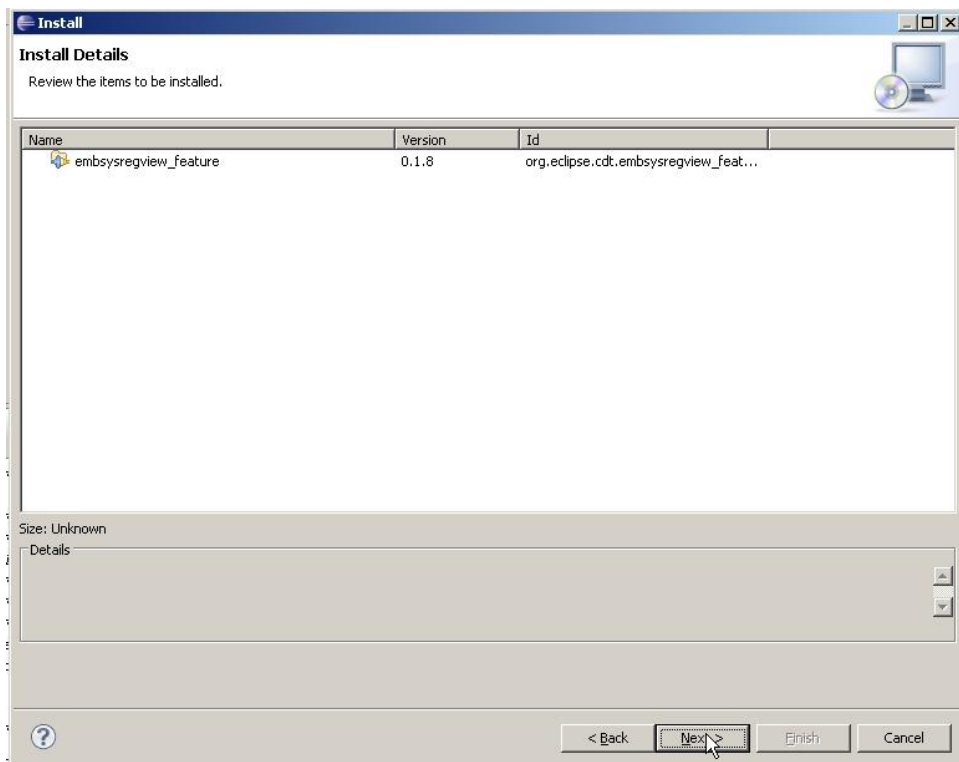 Install
Install Details
Review the items to be installed.
Name Version Id
embsysregview_feature 0.1.8 org.eclipse.cdt.embsysregview_feat...
Size: Unknown
Details
< Back Next > Finish Cancel